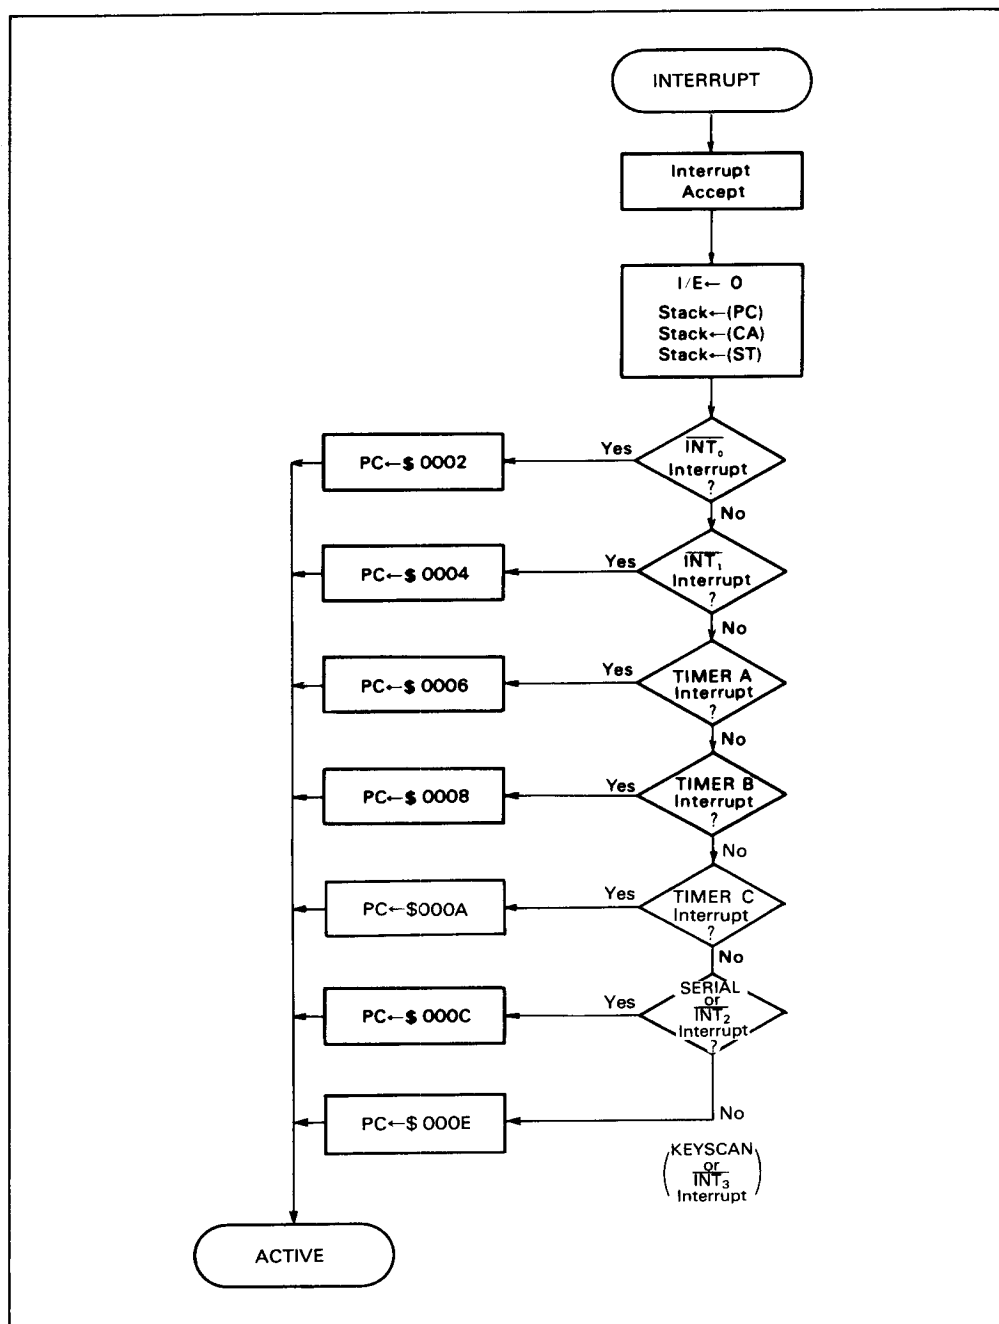 INTERRUPT
Interrupt
Accept
I/E← 0
Stack←(PC)
Stack←(CA)
Stack←(ST)
INT₀
Interrupt
?
Yes
PC←$ 0002
No
INT₁
Interrupt
?
Yes
PC←$ 0004
No
TIMER A
Interrupt
?
Yes
PC←$ 0006
No
TIMER B
Interrupt
?
Yes
PC←$ 0008
No
TIMER C
Interrupt
?
Yes
PC←$000A
No
SERIAL
or
INT₂
Interrupt
?
Yes
PC←$ 000C
No
PC←$ 000E
(KEYSCAN
or
INT₃
Interrupt)
ACTIVE